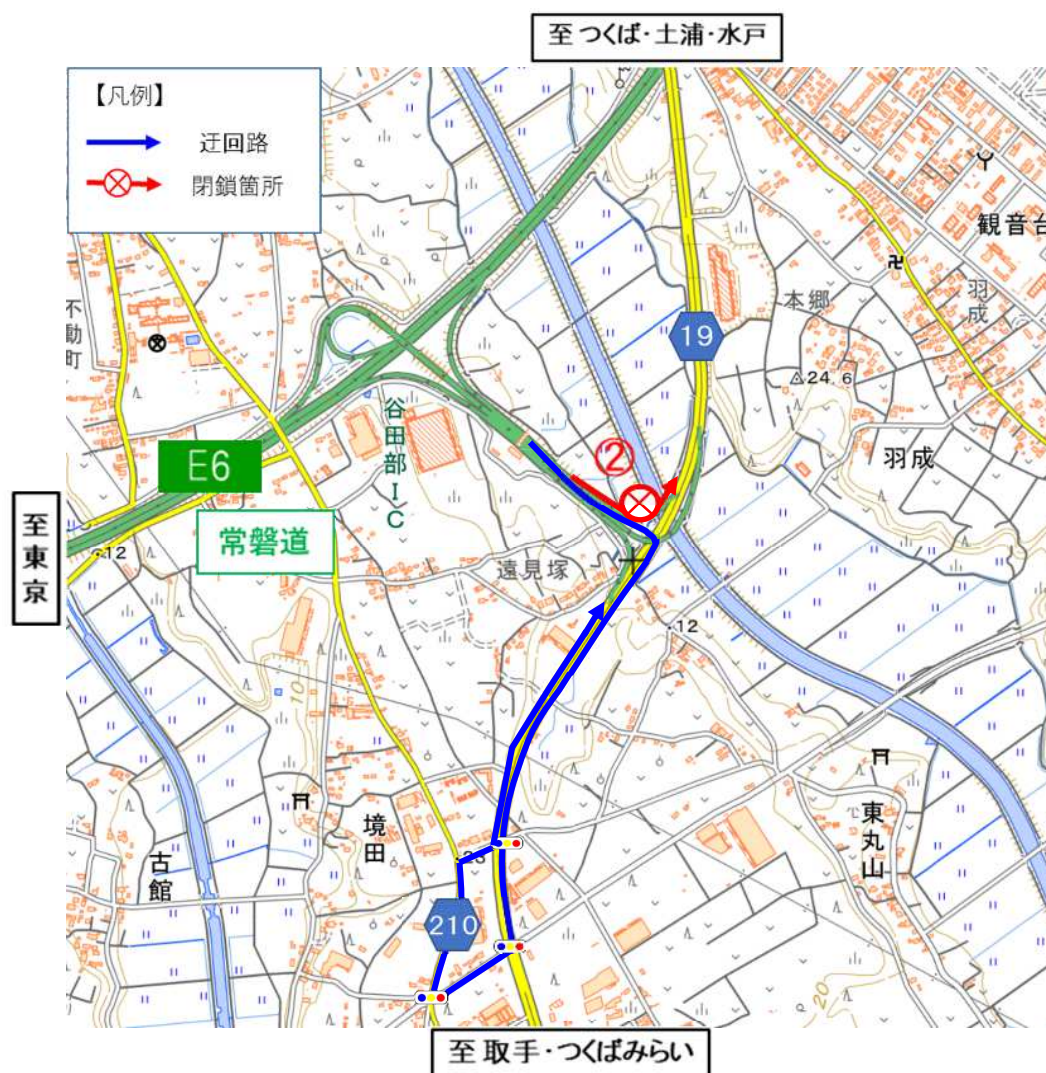 至つくば・土浦・水戸
【凡例】
迂回路
閉鎖箇所
観音台
羽成
本郷
19
24.6
不動町
谷田部IC
②
羽成
E6
至東京
12
常磐道
遠見塚
12
10
境田
古館
東丸山
23
210
20
至取手・つくばみらい